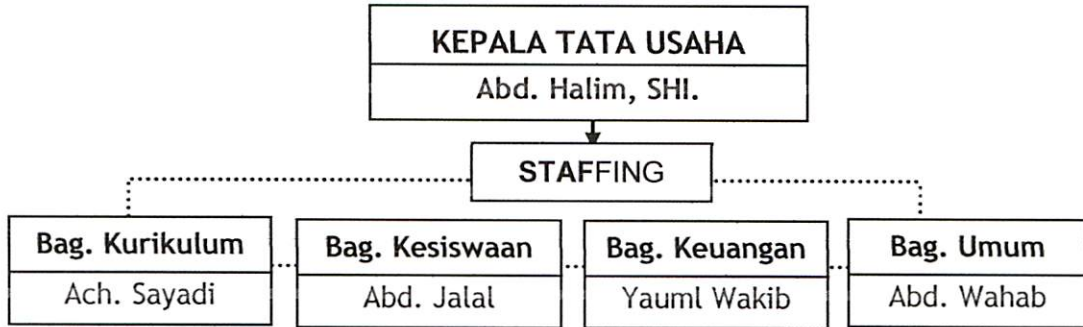 KEPALA TATA USAHA
Abd. Halim, SHI.
STAFFING
Bag. Kurikulum
Ach. Sayadi
Bag. Kesiswaan
Abd. Jalal
Bag. Keuangan
Yauml Wakib
Bag. Umum
Abd. Wahab